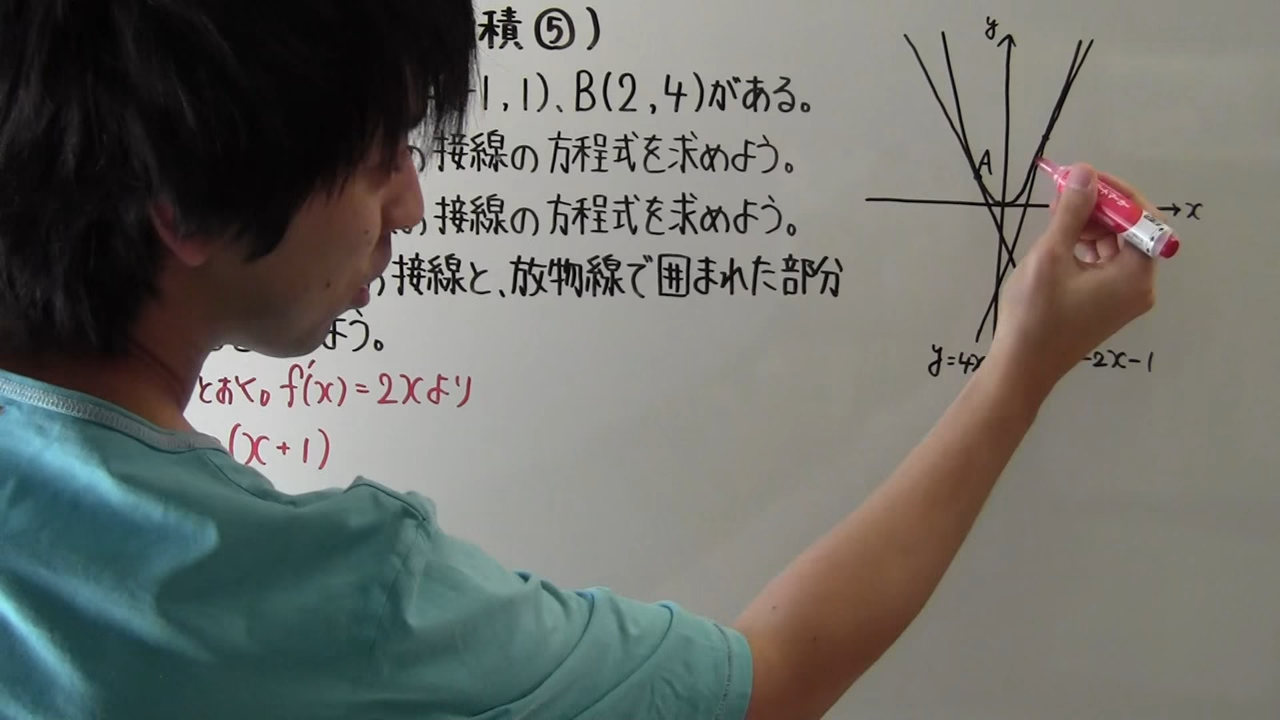 積⑤)
1,1)、B(2,4)がある。
の接線の方程式を求めよう。
接線の方程式を求めよう。
接線と、放物線で囲まれた部分
よう。
とおく。f'(x)=2xより
(x+1)
y
A
x
y=4x
-2x-1